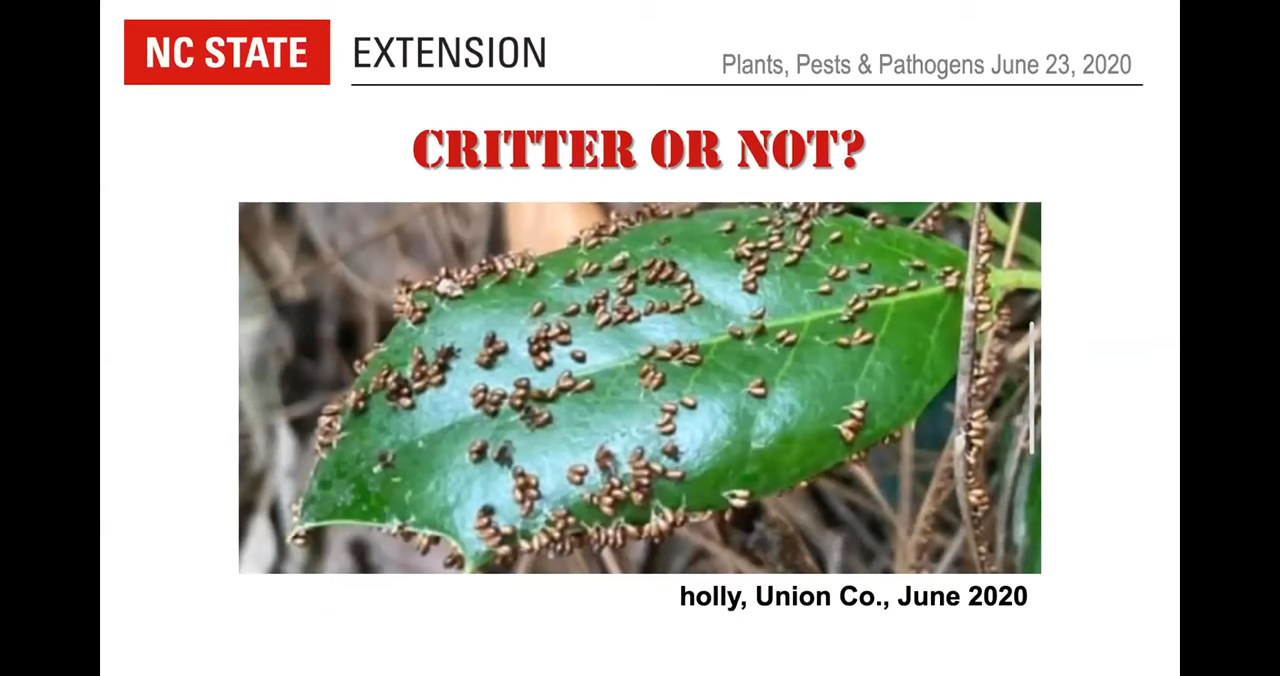 NC STATE EXTENSION
Plants, Pests & Pathogens June 23, 2020
CRITTER OR NOT?
holly, Union Co., June 2020